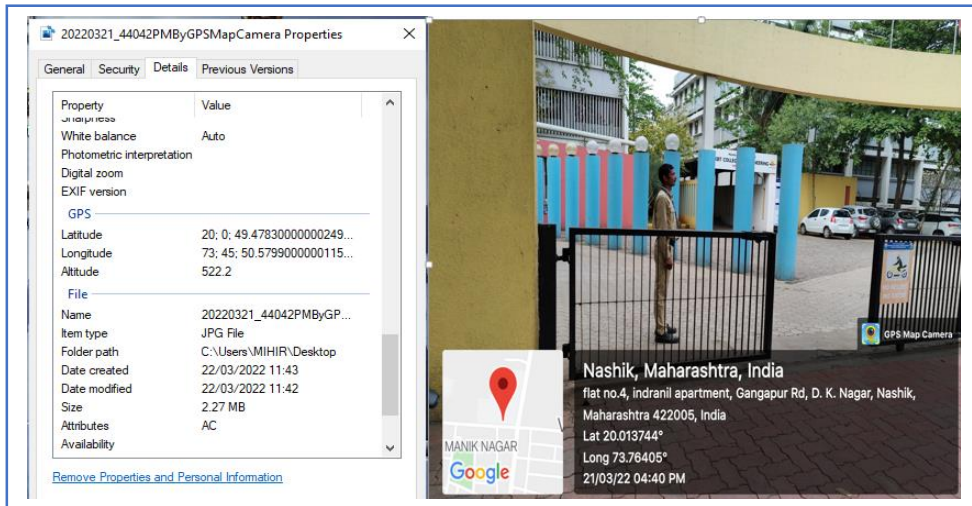 20220321_44042PMByGPSMapCamera Properties
General Security Details Previous Versions
Property Value
Sharpness
White balance Auto
Photometric interpretation
Digital zoom
EXIF version
GPS
Latitude 20; 0; 49.47830000000249...
Longitude 73; 45; 50.5799000000115...
Altitude 522.2
File
Name 20220321_44042PMByGP...
Item type JPG File
Folder path C:\Users\MIHIR\Desktop
Date created 22/03/2022 11:43
Date modified 22/03/2022 11:42
Size 2.27 MB
Attributes AC
Availability
Remove Properties and Personal Information
GPS Map Camera
MANIK NAGAR
Google
Nashik, Maharashtra, India
flat no.4, indranil apartment, Gangapur Rd, D. K. Nagar, Nashik,
Maharashtra 422005, India
Lat 20.013744°
Long 73.76405°
21/03/22 04:40 PM